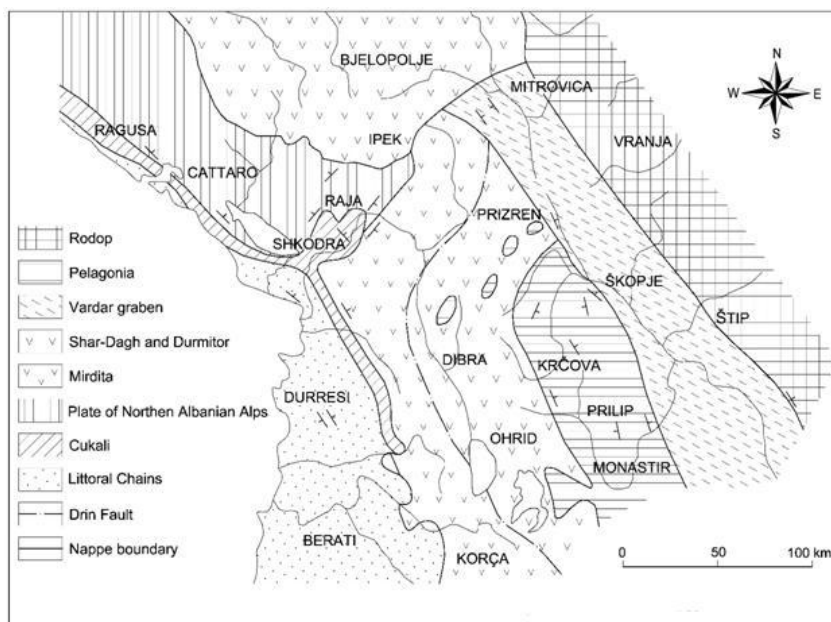 BJELOPOLJE
N
W E
S
MITROVICA
RAGUSA
IPEK
VRANJA
CATTARO
RAJA
PRIZREN
SHKODRA
ŠKOPJE
ŠTIP
DIBRA
KRČOVA
DURRESI
PRILIP
OHRID
MONASTIR
BERATI
KORÇA
Rodop
Pelagonia
Vardar graben
Shar-Dagh and Durmitor
Mirdita
Plate of Northen Albanian Alps
Cukali
Littoral Chains
Drin Fault
Nappe boundary
0 50 100 km